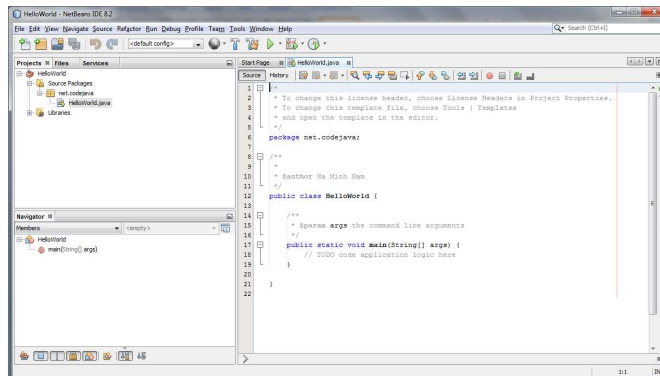 HelloWorld - NetBeans IDE 8.2
File Edit View Navigate Source Refactor Run Debug Profile Team Tools Window Help
Search (Ctrl+I)
<default config>
Projects Files Services
HelloWorld
Source Packages
net.codejava
HelloWorld.java
Libraries
Navigator
Members <empty>
HelloWorld
main(String[] args)
Start Page HelloWorld.java
Source History
1 /*
2 * To change this license header, choose License Headers in Project Properties.
3 * To change this template file, choose Tools | Templates
4 * and open the template in the editor.
5 */
6 package net.codejava;
7
8 /**
9 *
10 * @author Ha Minh Nam
11 */
12 public class HelloWorld {
13
14 /**
15 * @param args the command line arguments
16 */
17 public static void main(String[] args) {
18 // TODO code application logic here
19 }
20
21 }
22
1:1 IN